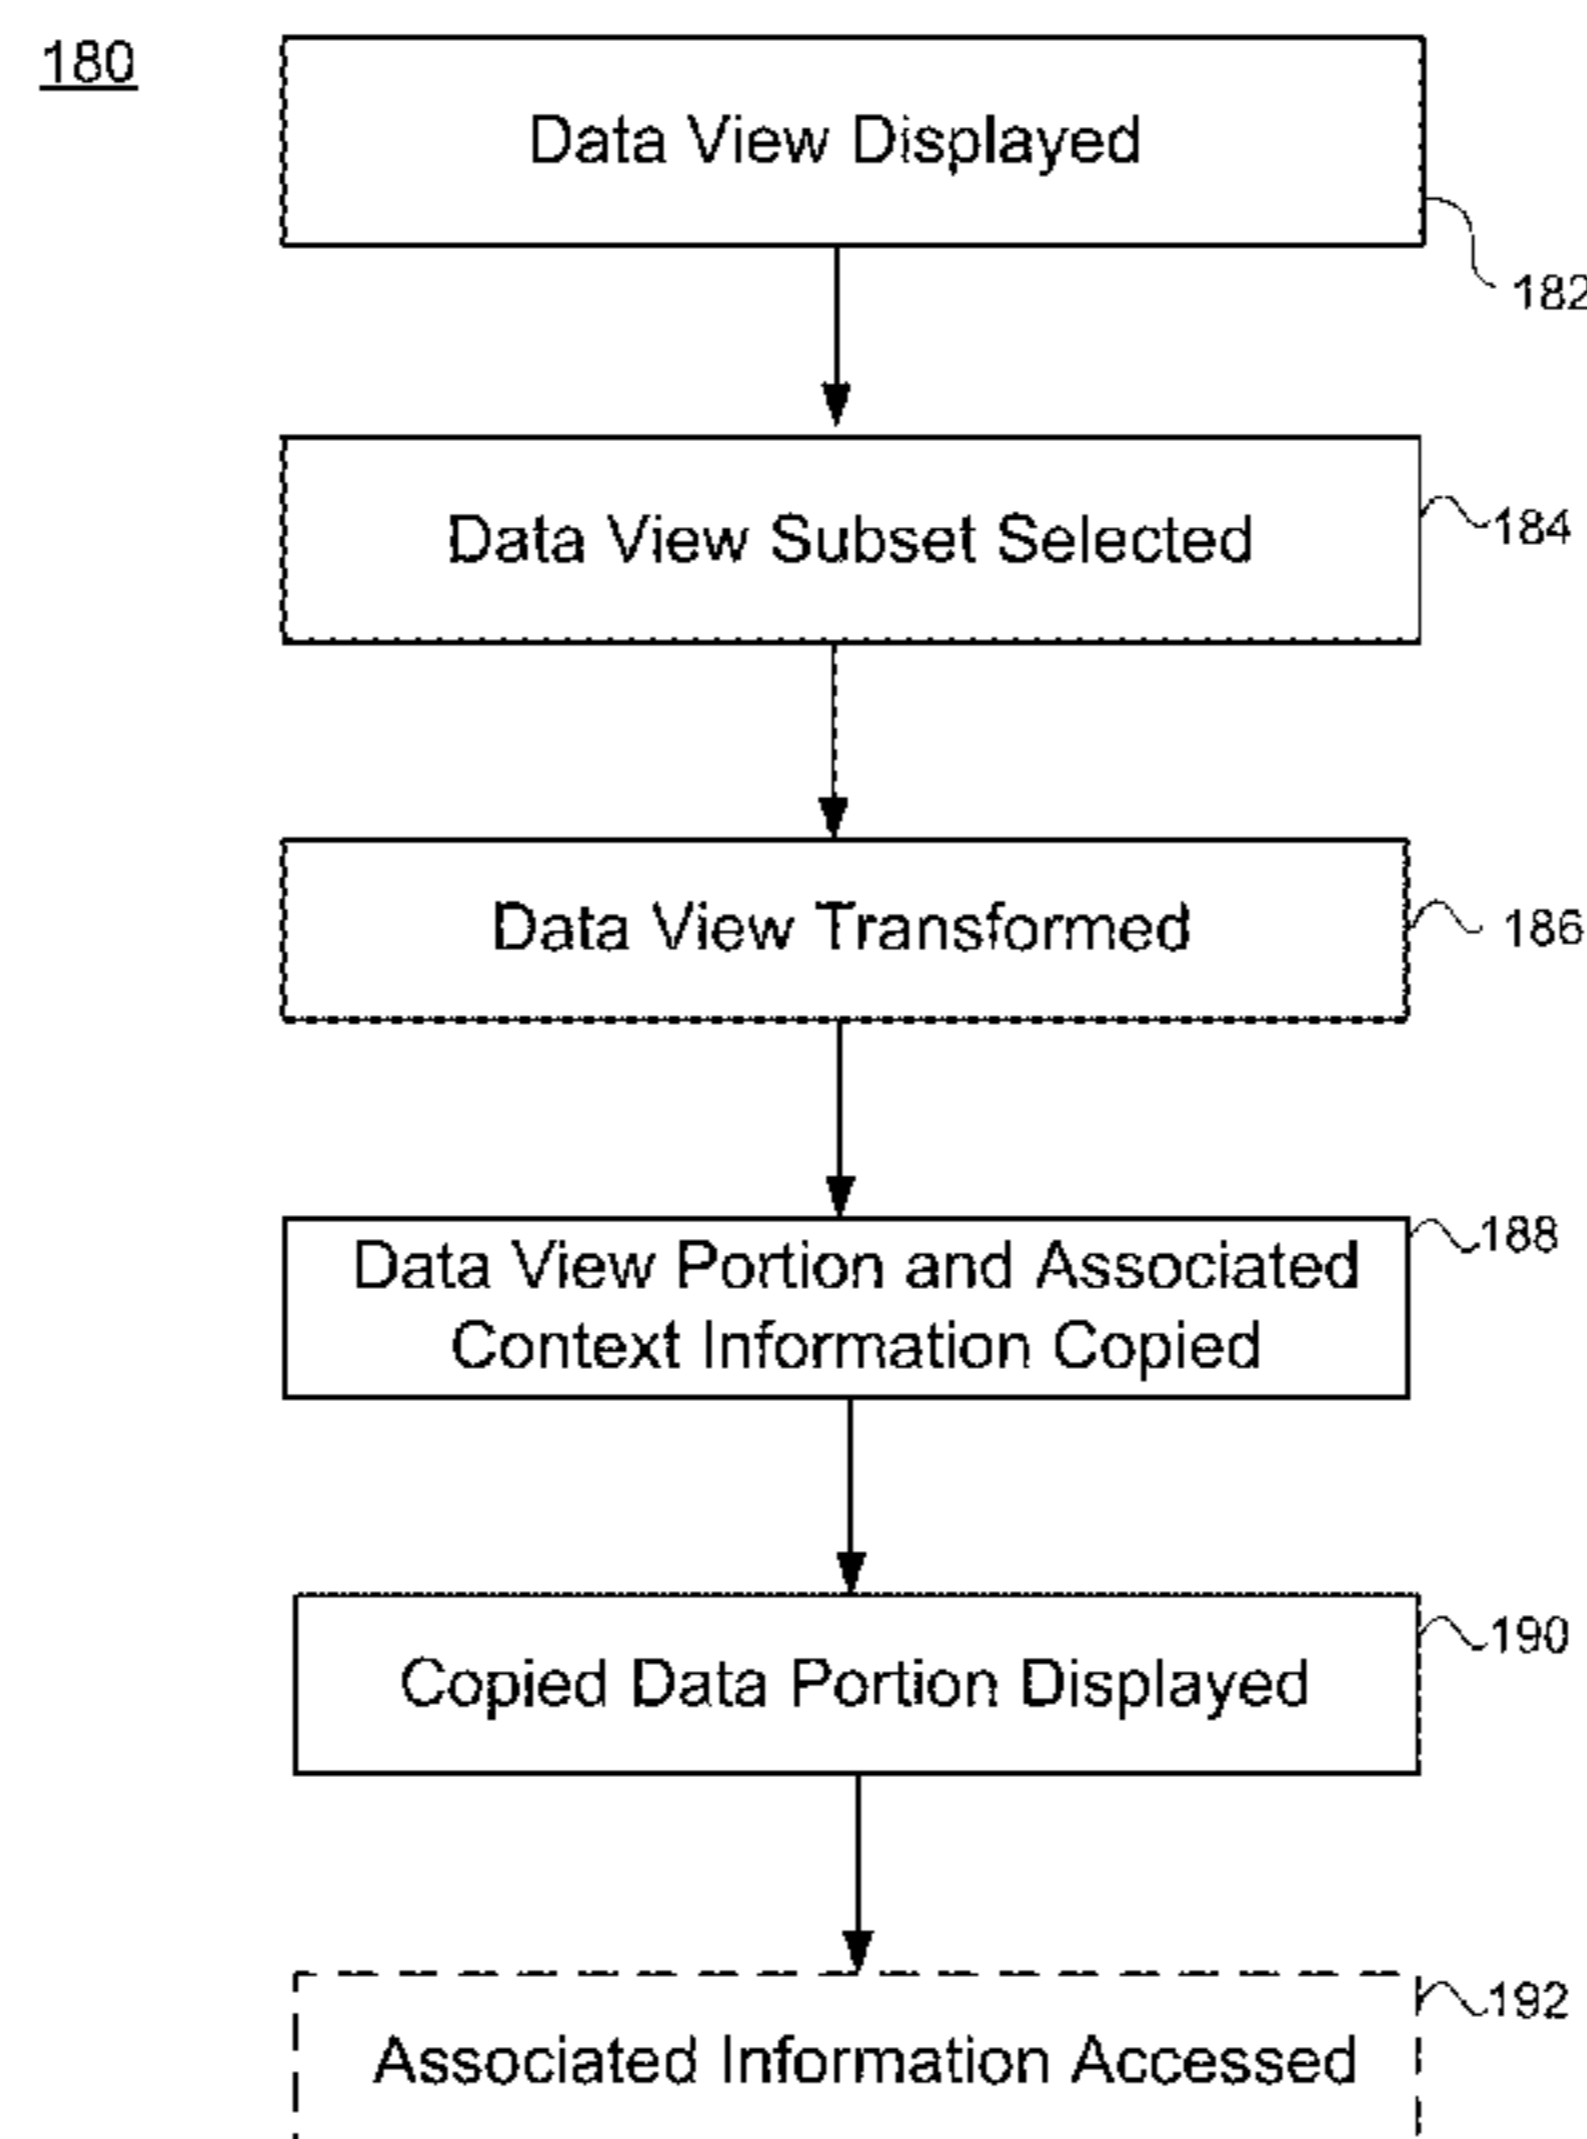 180
Data View Displayed
182
Data View Subset Selected
184
Data View Transformed
186
Data View Portion and Associated
Context Information Copied
188
Copied Data Portion Displayed
190
Associated Information Accessed
192